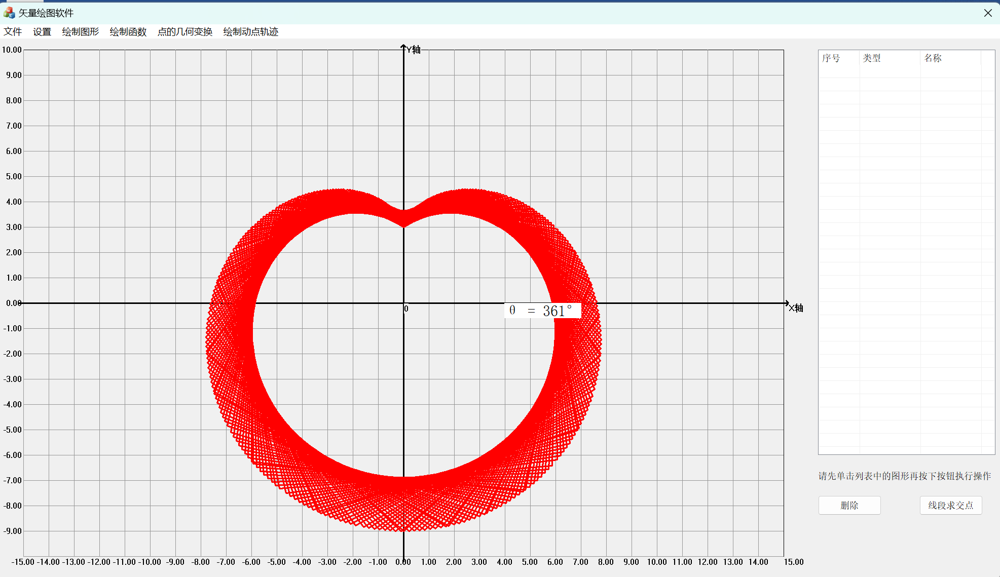 矢量绘图软件
文件 设置 绘制图形 绘制函数 点的几何变换 绘制动点轨迹
Y轴
10.00
9.00
8.00
7.00
6.00
5.00
4.00
3.00
2.00
1.00
0.00
-1.00
-2.00
-3.00
-4.00
-5.00
-6.00
-7.00
-8.00
-9.00
0
θ = 361°
X轴
-15.00 -14.00 -13.00 -12.00 -11.00 -10.00 -9.00 -8.00 -7.00 -6.00 -5.00 -4.00 -3.00 -2.00 -1.00 0.00 1.00 2.00 3.00 4.00 5.00 6.00 7.00 8.00 9.00 10.00 11.00 12.00 13.00 14.00 15.00
序号 类型 名称
请先单击列表中的图形再按下按钮执行操作
删除 线段求交点